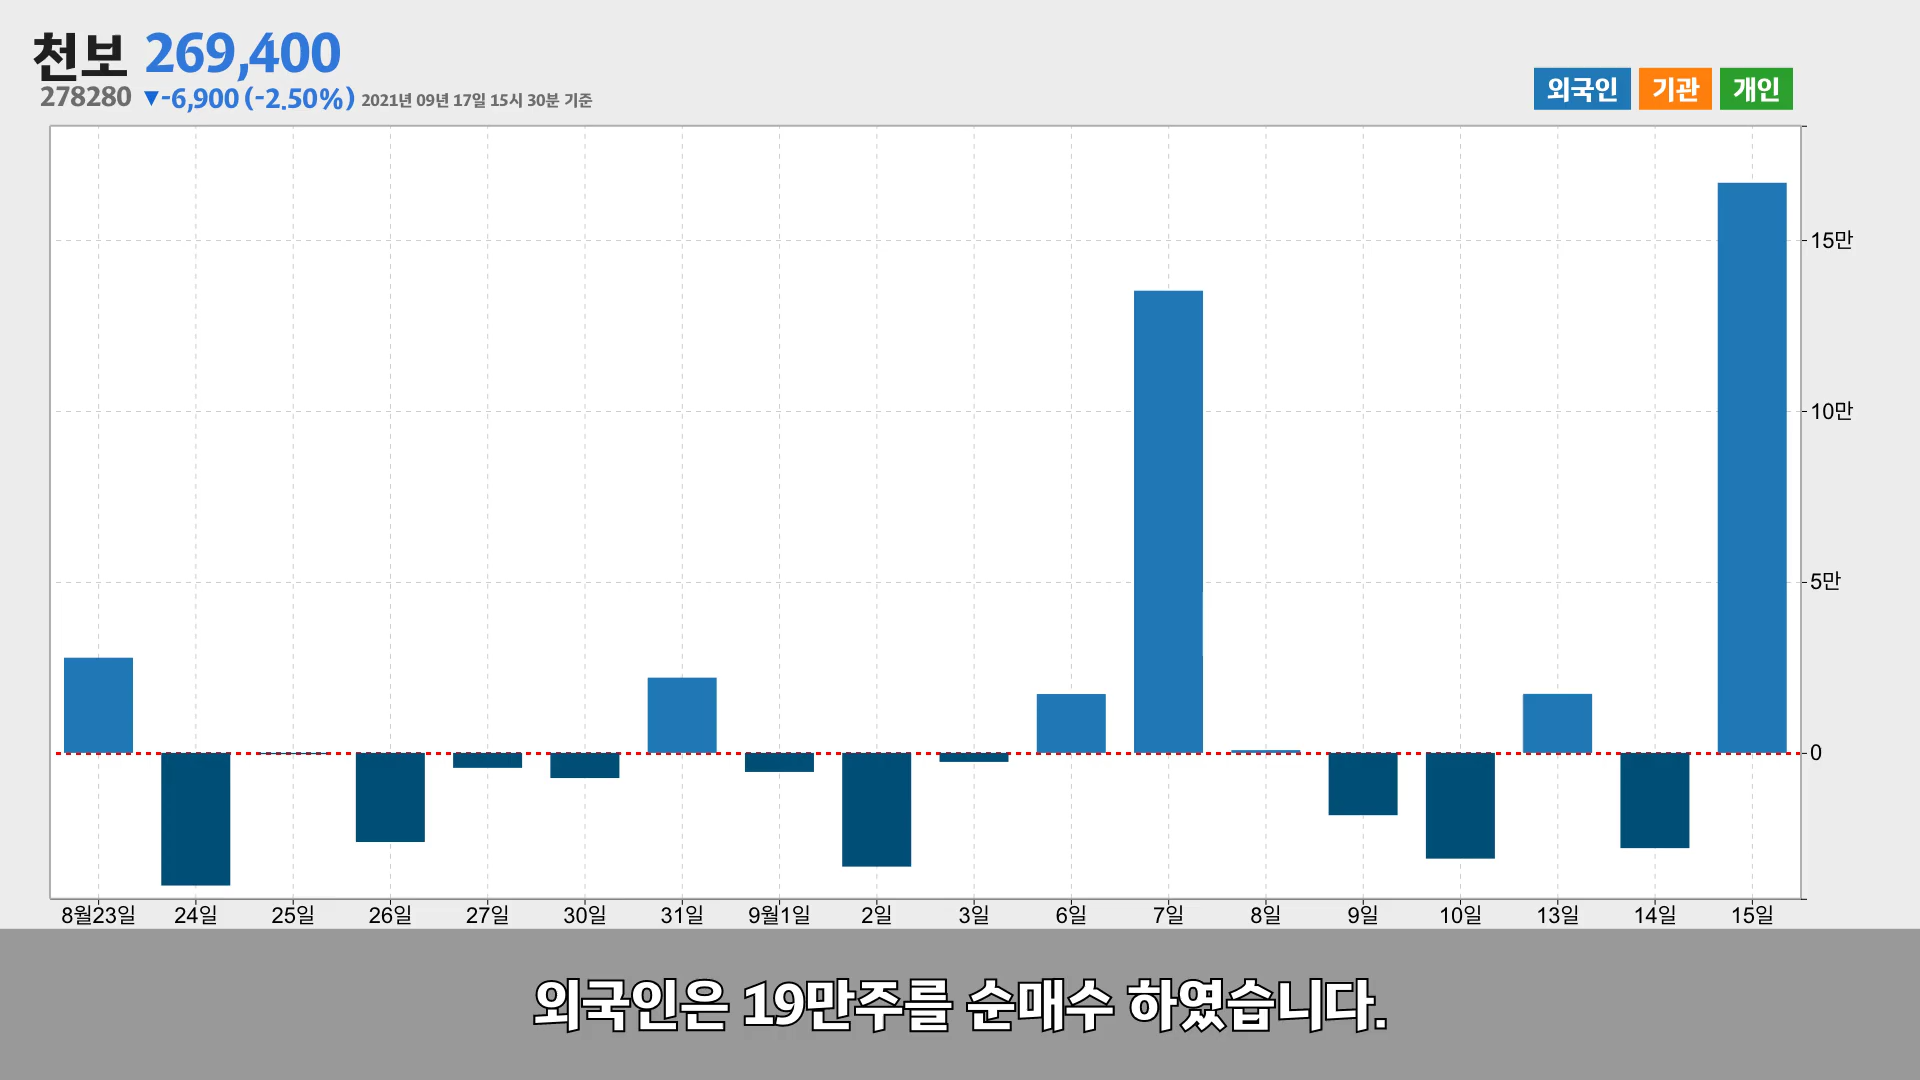 천보 269,400
278280 ▼-6,900 (-2.50%) 2021년 09월 17일 15시 30분 기준
외국인 기관 개인
15만
10만
5만
0
8월23일 24일 25일 26일 27일 30일 31일 9월1일 2일 3일 6일 7일 8일 9일 10일 13일 14일 15일
외국인은 19만주를 순매수 하였습니다.